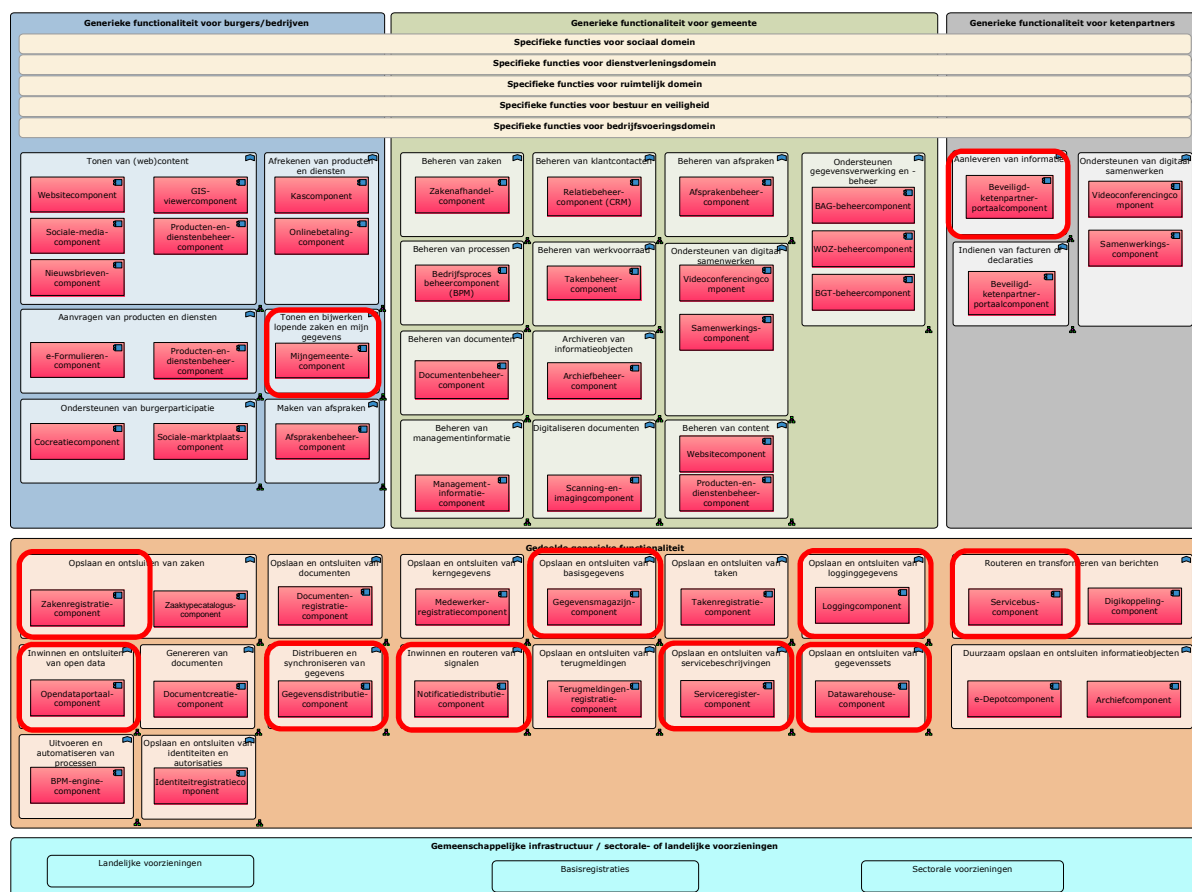 Generieke functionaliteit voor burgers/bedrijven
Generieke functionaliteit voor gemeente
Generieke functionaliteit voor ketenpartners
Specifieke functies voor sociaal domein
Specifieke functies voor dienstverleningsdomein
Specifieke functies voor ruimtelijk domein
Specifieke functies voor bestuur en veiligheid
Specifieke functies voor bedrijfsvoeringsdomein
Tonen van (web)content
Websitecomponent
GIS-
viewercomponent
Sociale-media-
component
Producten-en-
dienstenbeheer-
component
Nieuwsbrieven-
component
Afrekenen van producten
en diensten
Kascomponent
Onlinebetaling-
component
Aanvragen van producten en diensten
e-Formulieren-
component
Producten-en-
dienstenbeheer-
component
Tonen en bijwerken
lopende zaken en mijn
gegevens
Mijngemeente-
component
Ondersteunen van burgerparticipatie
Cocreatiecomponent
Sociale-marktplaats-
component
Maken van afspraken
Afsprakenbeheer-
component
Beheren van zaken
Zakenafhandel-
component
Beheren van klantcontacten
Relatiebeheer-
component (CRM)
Beheren van afspraken
Afsprakenbeheer-
component
Ondersteunen
gegevensverwerking en -
beheer
BAG-beheercomponent
WOZ-beheercomponent
BGT-beheercomponent
Beheren van processen
Bedrijfsproces
beheercomponent
(BPM)
Beheren van werkvoorraad
Takenbeheer-
component
Ondersteunen van digitaal
samenwerken
Videoconferencingco
mponent
Samenwerkings-
component
Beheren van documenten
Documentenbeheer-
component
Archiveren van
informatieobjecten
Archiefbeheer-
component
Beheren van
managementinformatie
Management-
informatie-
component
Digitaliseren documenten
Scanning-en-
imagingcomponent
Beheren van content
Websitecomponent
Producten-en-
dienstenbeheer-
component
Aanleveren van informatie
Beveiligd-
ketenpartner-
portaalcomponent
Ondersteunen van digitaal
samenwerken
Videoconferencingco
mponent
Samenwerkings-
component
Indienen van facturen of
declaraties
Beveiligd-
ketenpartner-
portaalcomponent
Gedeelde generieke functionaliteit
Opslaan en ontsluiten van zaken
Zakenregistratie-
component
Zaaktypecatalogus-
component
Opslaan en ontsluiten van
documenten
Documenten-
registratie-
component
Opslaan en ontsluiten van
kerngegevens
Medewerker-
registratiecomponent
Opslaan en ontsluiten van
basisgegevens
Gegevensmagazijn-
component
Opslaan en ontsluiten van
taken
Takenregistratie-
component
Opslaan en ontsluiten van
logginggegevens
Loggingcomponent
Routeren en transformeren van berichten
Servicebus-
component
Digikoppeling-
component
Inwinnen en ontsluiten
van open data
Opendataportaal-
component
Genereren van
documenten
Documentcreatie-
component
Distribueren en
synchroniseren van
gegevens
Gegevensdistributie-
component
Inwinnen en routeren van
signalen
Notificatiedistributie-
component
Opslaan en ontsluiten van
terugmeldingen
Terugmeldingen-
registratie-
component
Opslaan en ontsluiten van
servicebeschrijvingen
Serviceregister-
component
Opslaan en ontsluiten van
gegevenssets
Datawarehouse-
component
Duurzaam opslaan en ontsluiten informatieobjecten
e-Depotcomponent
Archiefcomponent
Uitvoeren en
automatiseren van
processen
BPM-engine-
component
Opslaan en ontsluiten van
identiteiten en
autorisaties
Identiteitregistratieco
mponent
Gemeenschappelijke infrastructuur / sectorale- of landelijke voorzieningen
Landelijke voorzieningen
Basisregistraties
Sectorale voorzieningen